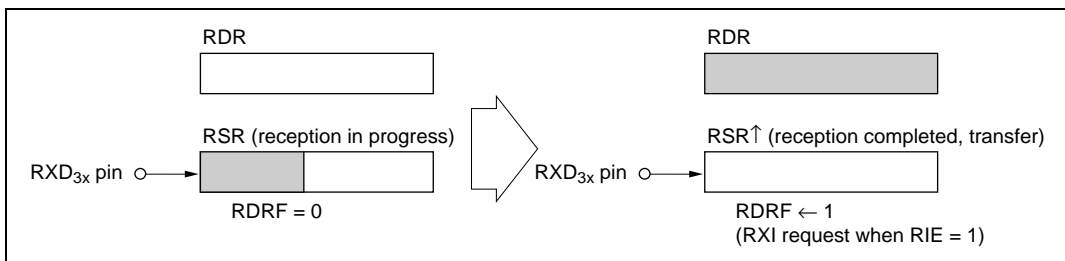 RDR
RSR (reception in progress)
RXD3x pin
RDRF = 0
RDR
RSR↑ (reception completed, transfer)
RXD3x pin
RDRF ← 1
(RXI request when RIE = 1)